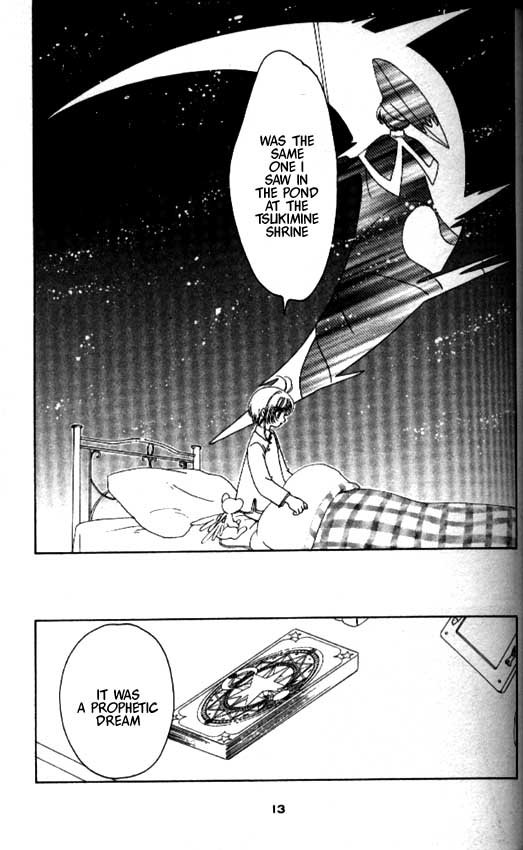 WAS THE
SAME
ONE I
SAW IN
THE POND
AT THE
TSUKIMINE
SHRINE
IT WAS
A PROPHETIC
DREAM
13